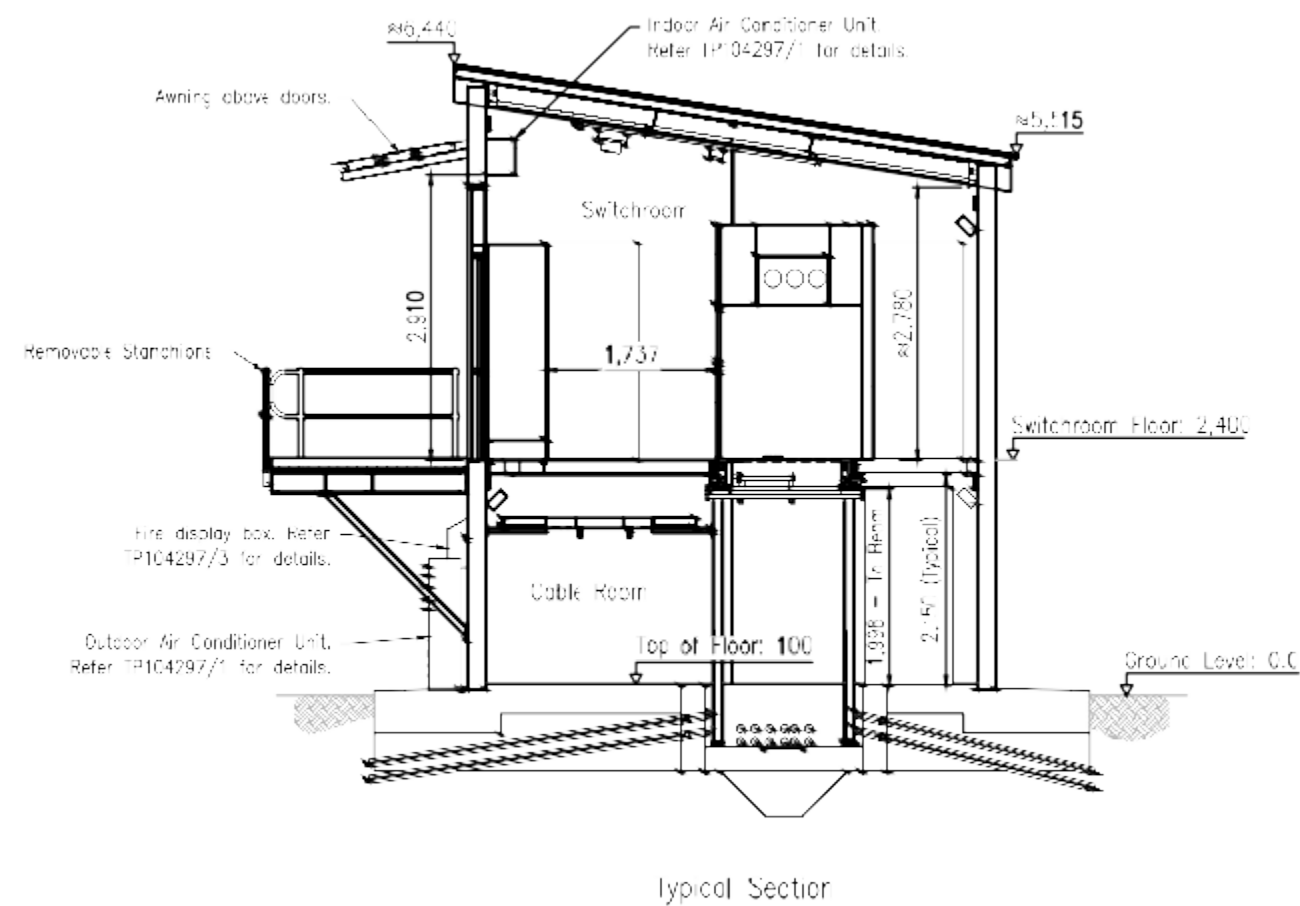 ≈6,440
Indoor Air Conditioner Unit.
Refer TP104297/1 for details.
Awning above doors.
≈5,515
Switchroom
2,910
≈2,780
Removable Stanchions
1,737
Switchroom Floor: 2,400
Fire display box. Refer
TP104297/3 for details.
Cable Room
1,996 – To Beam
(Typical)
Outdoor Air Conditioner Unit.
Refer TP104297/1 for details.
Top of Floor: 100
Ground Level: 0.0
Typical Section